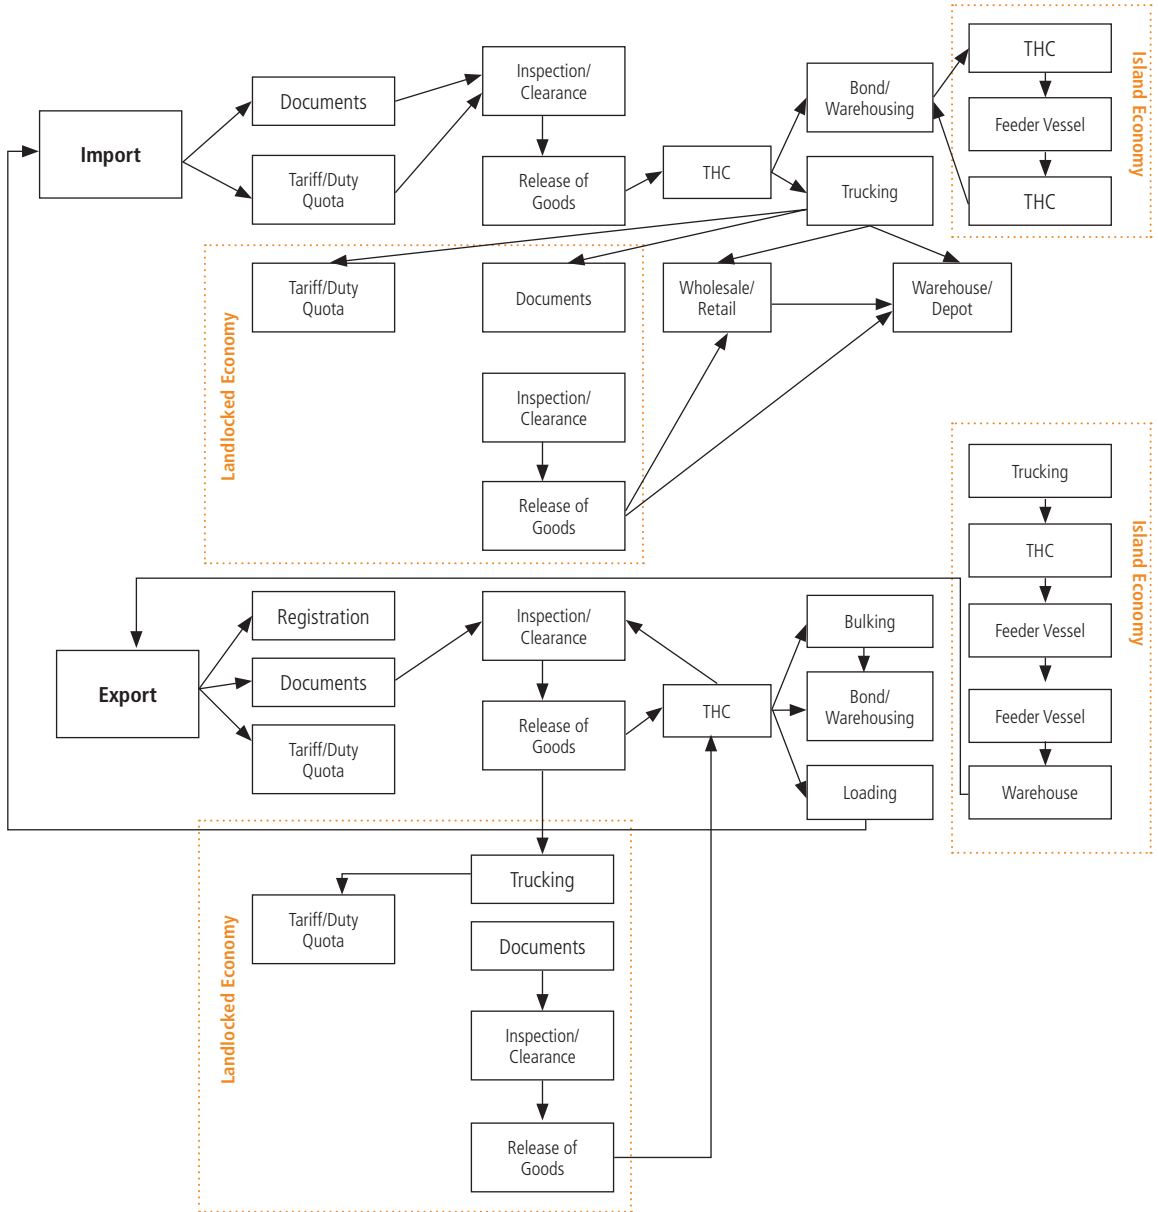 THC
Island Economy
Inspection/
Clearance
Bond/
Warehousing
Documents
Feeder Vessel
Import
Tariff/Duty
Quota
Release of
Goods
THC
Trucking
THC
Landlocked Economy
Tariff/Duty
Quota
Documents
Wholesale/
Retail
Warehouse/
Depot
Inspection/
Clearance
Release of
Goods
Trucking
Island Economy
THC
Feeder Vessel
Feeder Vessel
Warehouse
Registration
Inspection/
Clearance
Bulking
Export
Documents
Tariff/Duty
Quota
Release of
Goods
THC
Bond/
Warehousing
Loading
Landlocked Economy
Trucking
Tariff/Duty
Quota
Documents
Inspection/
Clearance
Release of
Goods